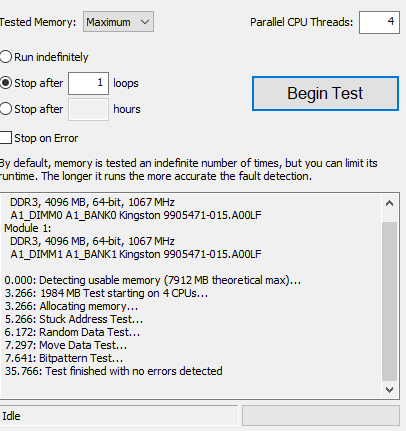 Tested Memory: Maximum Parallel CPU Threads: 4
Run indefinitely
Stop after 1 loops
Begin Test
Stop after hours
Stop on Error
By default, memory is tested an indefinite number of times, but you can limit its
runtime. The longer it runs the more accurate the fault detection.
DDR3, 4096 MB, 64-bit, 1067 MHz
A1_DIMM0 A1_BANK0 Kingston 9905471-015.A00LF
Module 1:
DDR3, 4096 MB, 64-bit, 1067 MHz
A1_DIMM1 A1_BANK1 Kingston 9905471-015.A00LF
0.000: Detecting usable memory (7912 MB theoretical max)...
3.266: 1984 MB Test starting on 4 CPUs...
3.266: Allocating memory...
5.266: Stuck Address Test...
6.172: Random Data Test...
7.297: Move Data Test...
7.641: Bitpattern Test...
35.766: Test finished with no errors detected
Idle